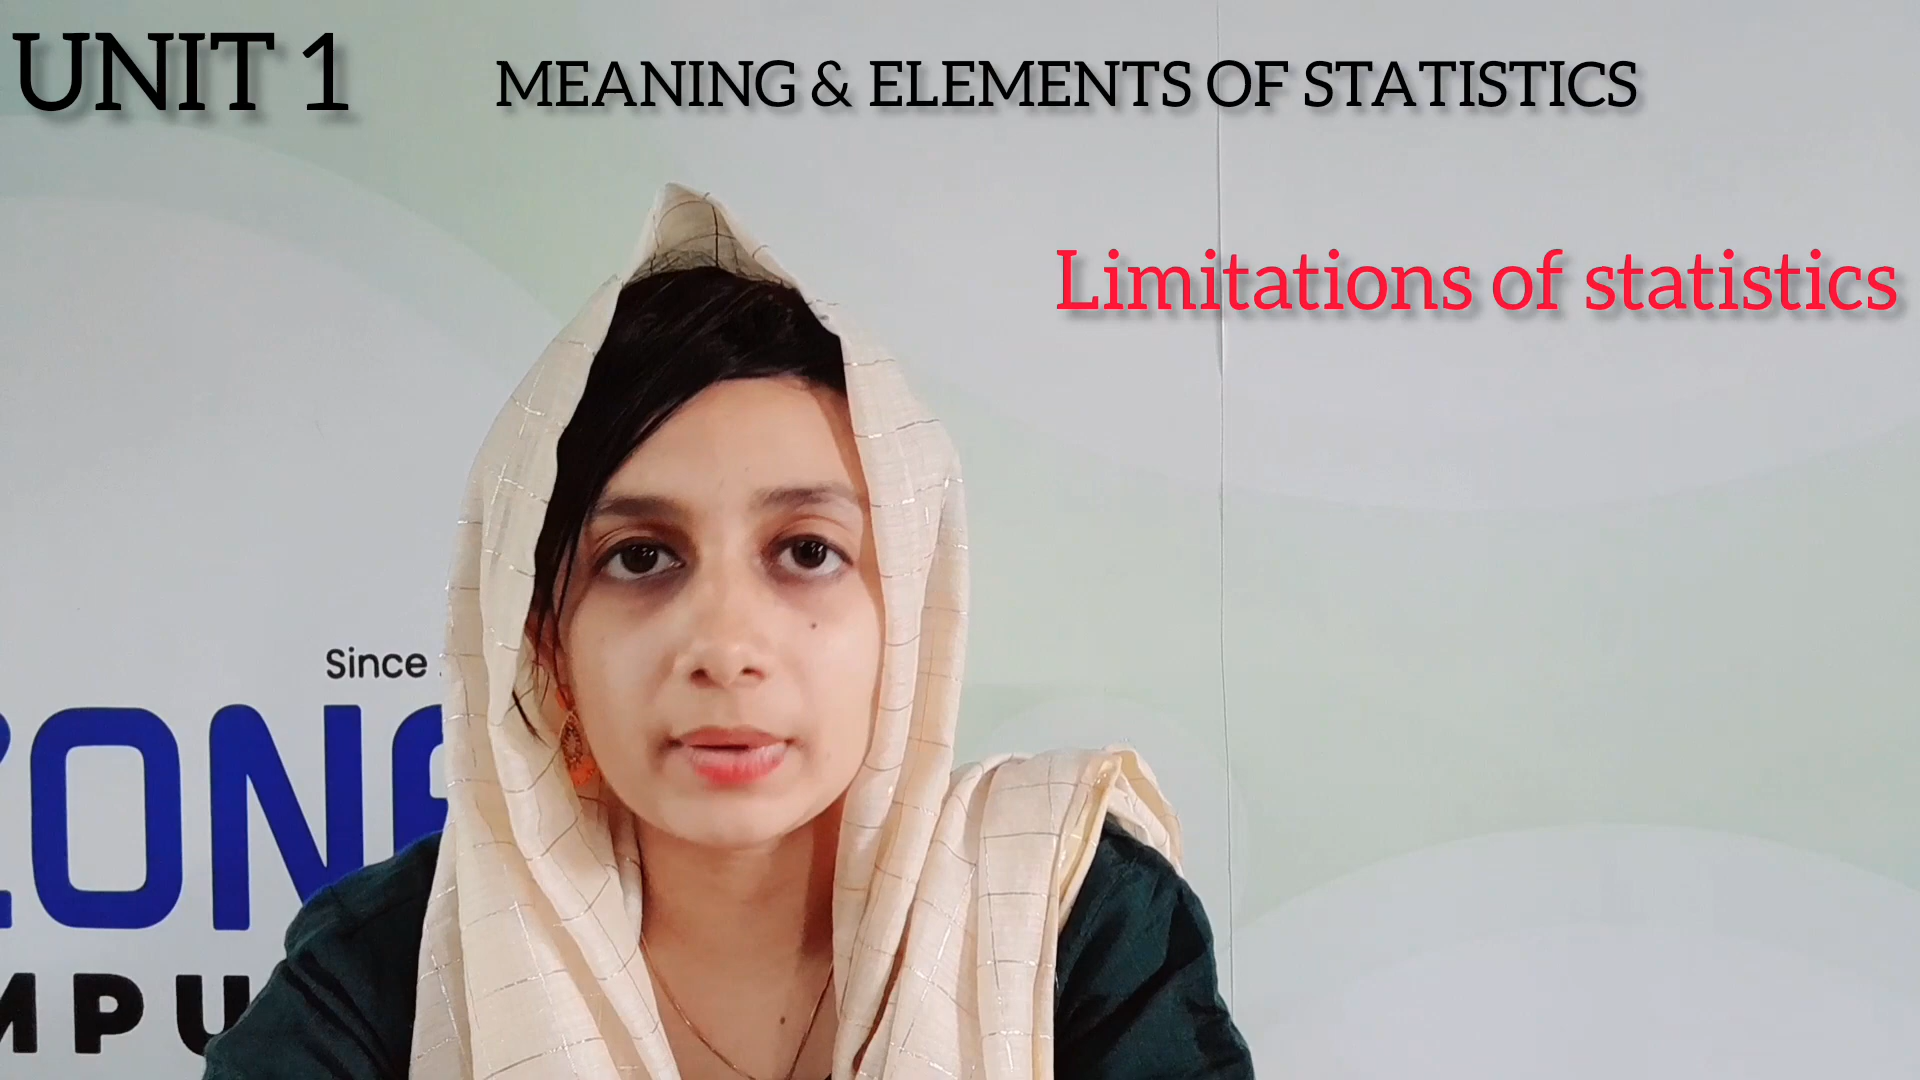 UNIT 1
MEANING & ELEMENTS OF STATISTICS
Limitations of statistics
Since